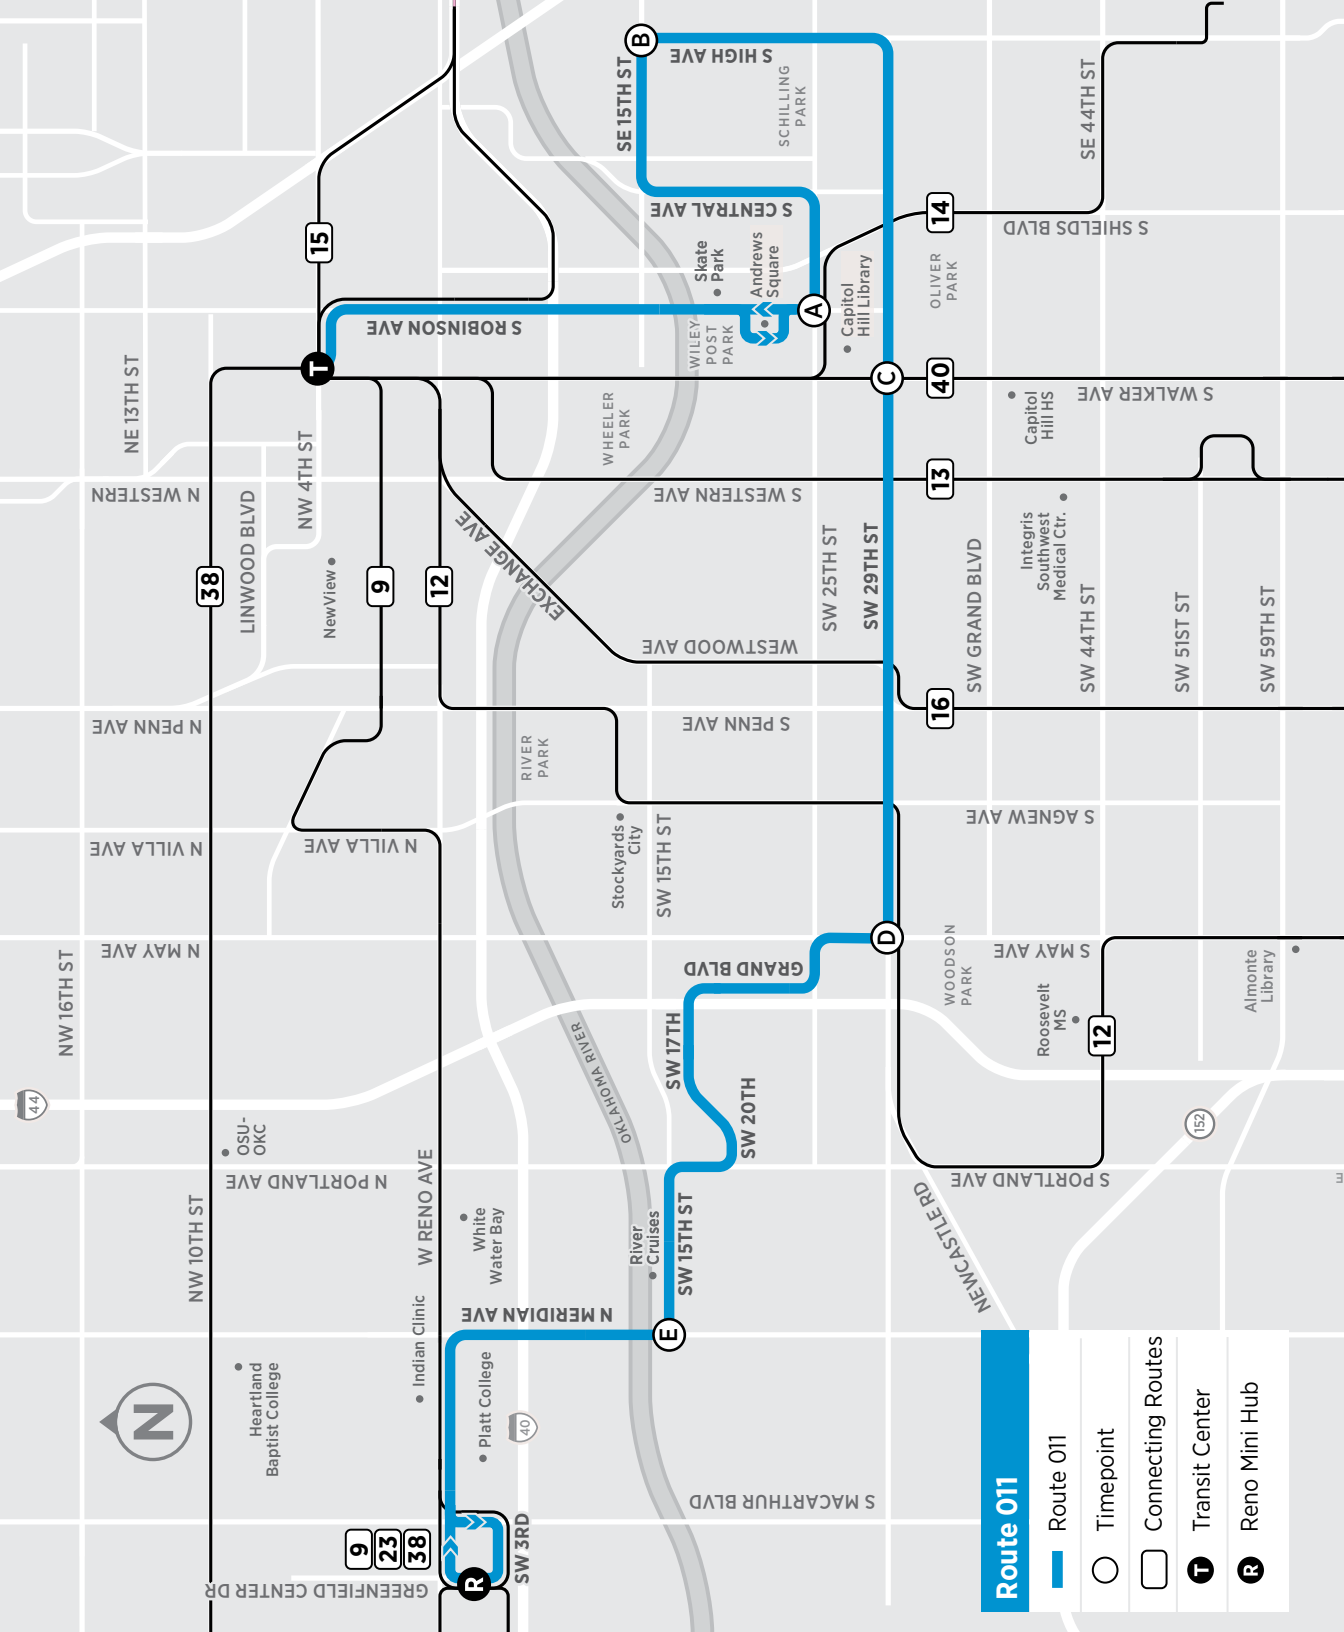 44
NW 16TH ST
N MAY AVE
N VILLA AVE
N PENN AVE
N WESTERN
NE 13TH ST
N
Heartland
Baptist College
OSU-
OKC
NW 10TH ST
N PORTLAND AVE
38
LINWOOD BLVD
NW 4TH ST
NewView
N VILLA AVE
9
12
15
T
S ROBINSON AVE
GREENFIELD CENTER DR
9
23
38
R
SW 3RD
Indian Clinic
W RENO AVE
White
Water Bay
Platt College
40
N MERIDIAN AVE
S MACARTHUR BLVD
OKLAHOMA RIVER
River
Cruises
E
SW 15TH ST
SW 17TH
SW 20TH
GRAND BLVD
RIVER
PARK
EXCHANGE AVE
Stockyards
City
SW 15TH ST
WESTWOOD AVE
S PENN AVE
S WESTERN AVE
WHEELER
PARK
WILEY
POST
PARK
Skate
Park
Andrews
Square
S CENTRAL AVE
SE 15TH ST
B
S HIGH AVE
SCHILLING
PARK
A
SW 25TH ST
SW 29TH ST
Capitol
Hill Library
C
D
14
40
13
16
OLIVER
PARK
S SHIELDS BLVD
SE 44TH ST
S WALKER AVE
Capitol
Hill HS
Integris
Southwest
Medical Ctr.
SW GRAND BLVD
SW 44TH ST
SW 51ST ST
SW 59TH ST
S AGNEW AVE
S MAY AVE
WOODSON
PARK
Roosevelt
MS
12
Almonte
Library
152
S PORTLAND AVE
NEWCASTLE RD
Route 011
Route 011
Timepoint
Connecting Routes
T Transit Center
R Reno Mini Hub